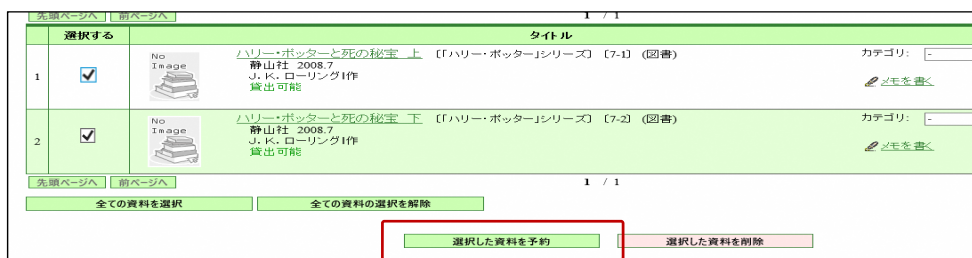 先頭ページへ 前ページへ 1 / 1
選択する タイトル
1 No Image ハリー・ポッターと死の秘宝 上 [「ハリー・ポッター」シリーズ] [7-1] (図書) カテゴリ: -
静山社 2008.7
J.K.ローリング∥作 メモを書く
貸出可能
2 No Image ハリー・ポッターと死の秘宝 下 [「ハリー・ポッター」シリーズ] [7-2] (図書) カテゴリ: -
静山社 2008.7
J.K.ローリング∥作 メモを書く
貸出可能
先頭ページへ 前ページへ 1 / 1
全ての資料を選択 全ての資料の選択を解除
選択した資料を予約 選択した資料を削除